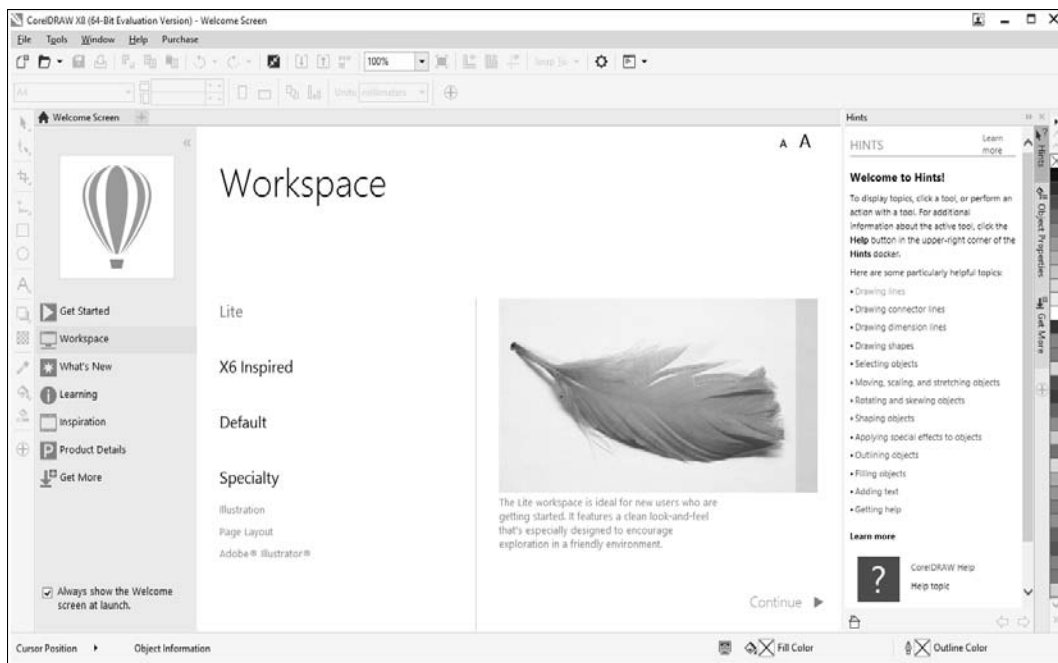 CorelDRAW X8 (64-Bit Evaluation Version) - Welcome Screen
File Tools Window Help Purchase
100% Snap To
A4 Units: millimeters
Welcome Screen
Hints
A A
Workspace
Get Started
Workspace
What's New
Learning
Inspiration
Product Details
Get More
Always show the Welcome
screen at launch.
Lite
X6 Inspired
Default
Specialty
Illustration
Page Layout
Adobe® Illustrator®
The Lite workspace is ideal for new users who are
getting started. It features a clean look-and-feel
that's especially designed to encourage
exploration in a friendly environment.
Continue
HINTS
Learn
more
Welcome to Hints!
To display topics, click a tool, or perform an
action with a tool. For additional
information about the active tool, click the
Help button in the upper-right corner of the
Hints docker.
Here are some particularly helpful topics:
• Drawing lines
• Drawing connector lines
• Drawing dimension lines
• Drawing shapes
• Selecting objects
• Moving, scaling, and stretching objects
• Rotating and skewing objects
• Shaping objects
• Applying special effects to objects
• Outlining objects
• Filling objects
• Adding text
• Getting help
Learn more
?
CorelDRAW Help
Help topic
Hints
Object Properties
Get More
Cursor Position Object Information Fill Color Outline Color